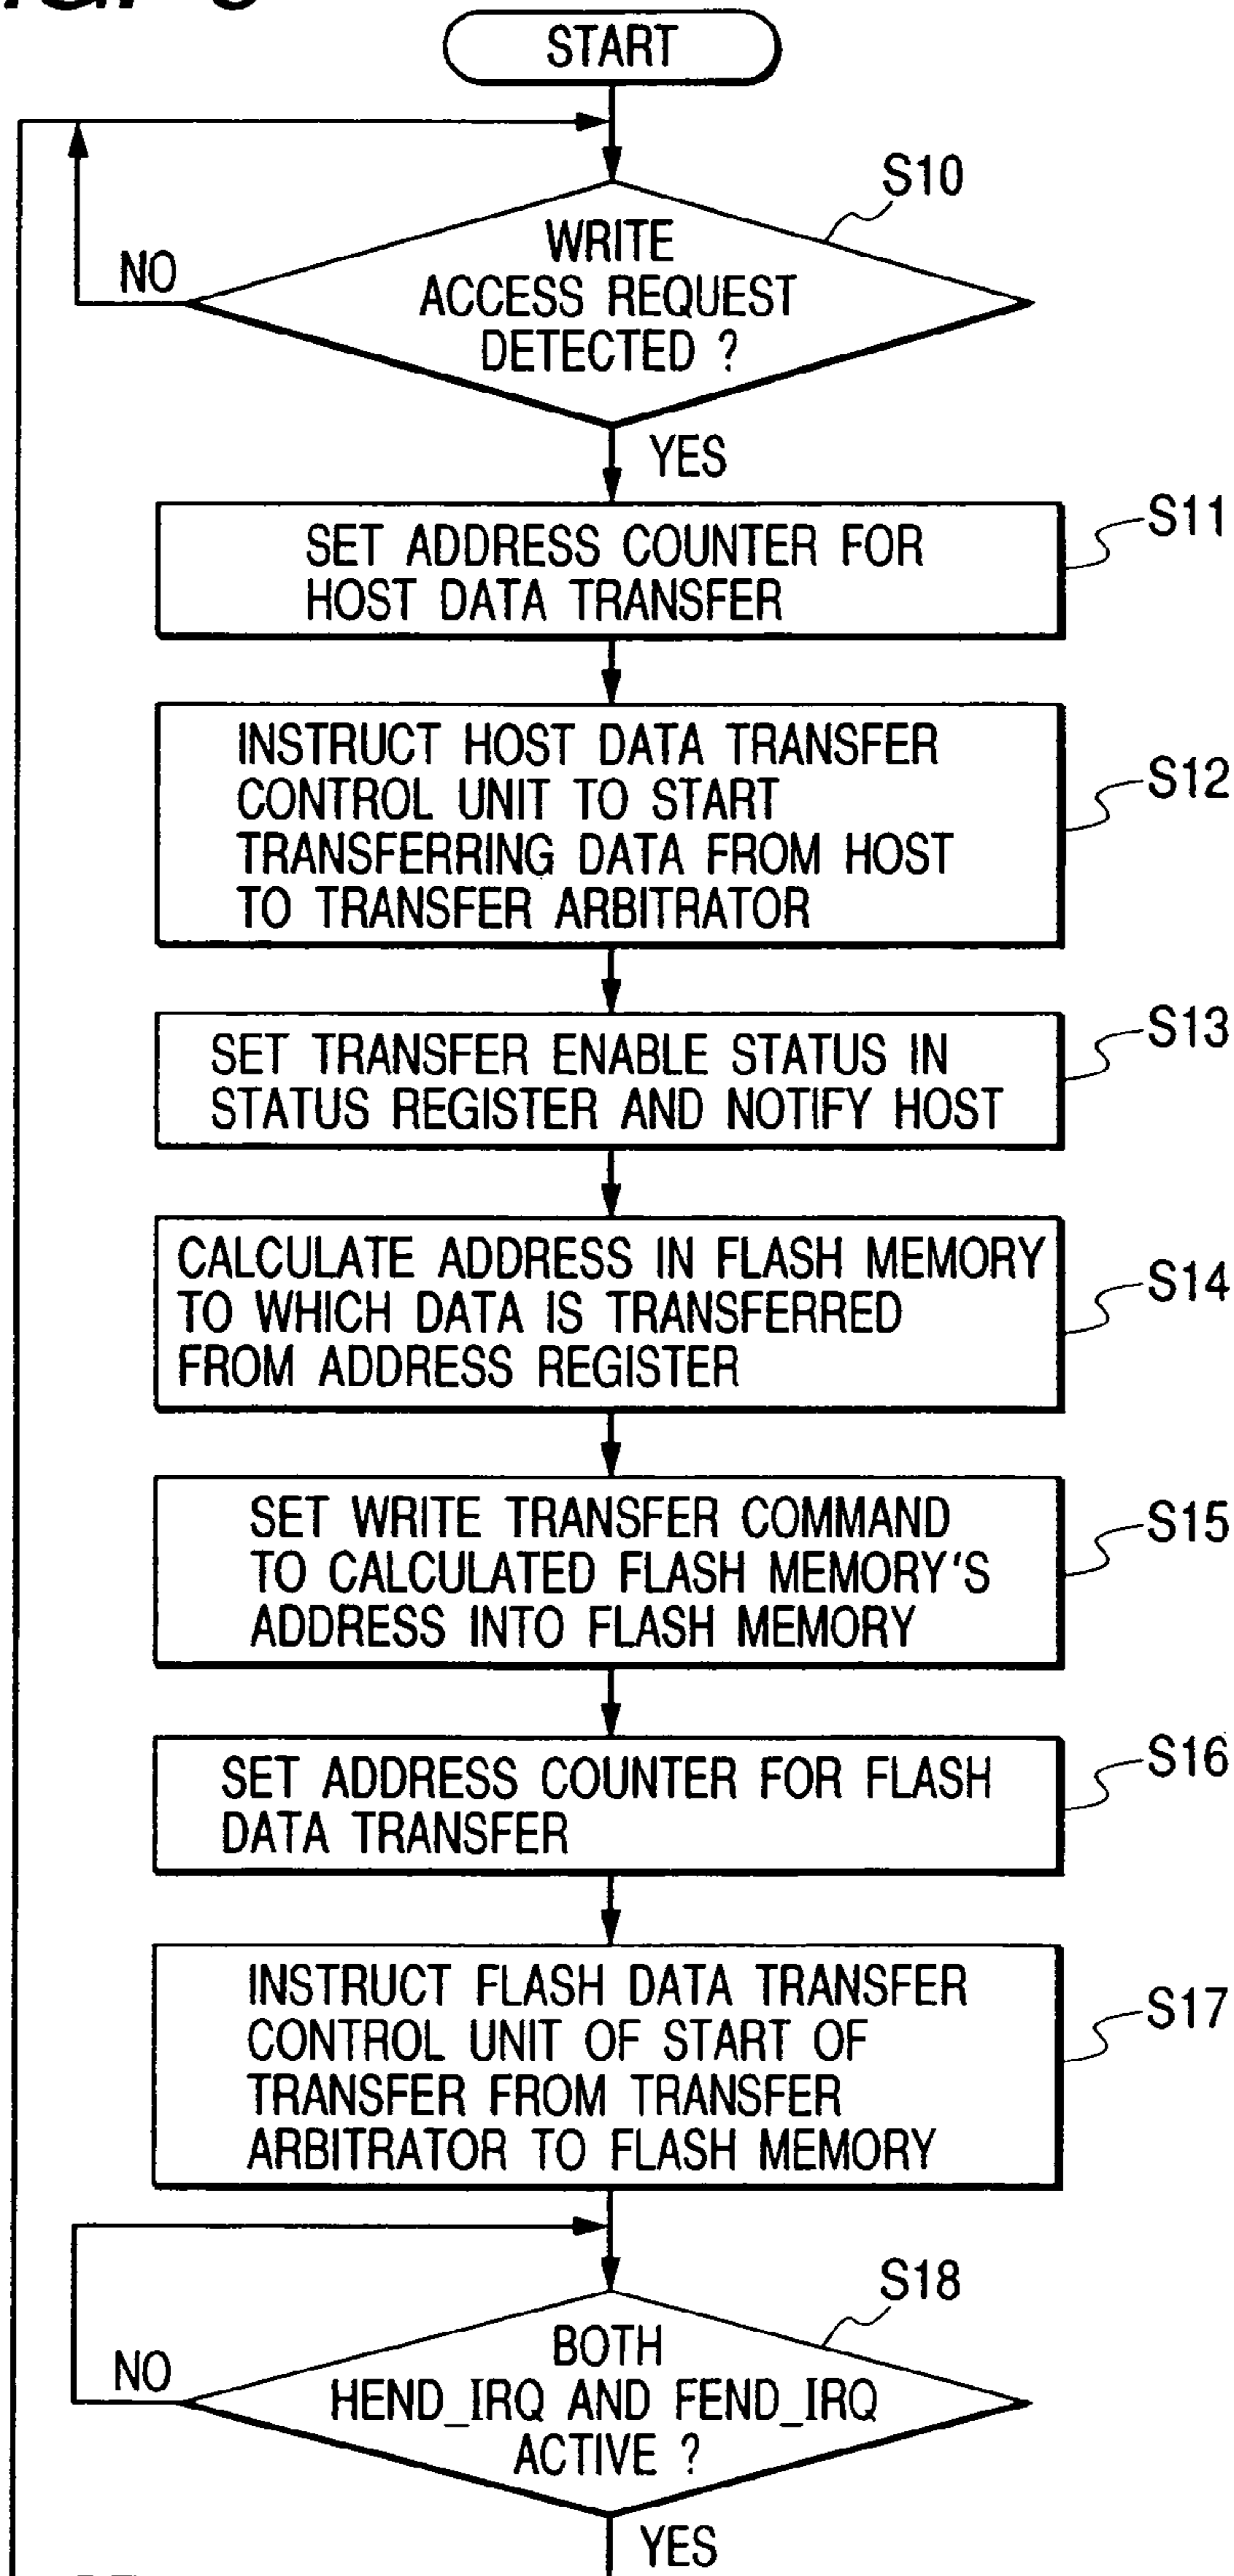 START
S10
WRITE
ACCESS REQUEST
DETECTED ?
NO
YES
S11
SET ADDRESS COUNTER FOR
HOST DATA TRANSFER
S12
INSTRUCT HOST DATA TRANSFER
CONTROL UNIT TO START
TRANSFERRING DATA FROM HOST
TO TRANSFER ARBITRATOR
S13
SET TRANSFER ENABLE STATUS IN
STATUS REGISTER AND NOTIFY HOST
S14
CALCULATE ADDRESS IN FLASH MEMORY
TO WHICH DATA IS TRANSFERRED
FROM ADDRESS REGISTER
S15
SET WRITE TRANSFER COMMAND
TO CALCULATED FLASH MEMORY'S
ADDRESS INTO FLASH MEMORY
S16
SET ADDRESS COUNTER FOR FLASH
DATA TRANSFER
S17
INSTRUCT FLASH DATA TRANSFER
CONTROL UNIT OF START OF
TRANSFER FROM TRANSFER
ARBITRATOR TO FLASH MEMORY
S18
BOTH
HEND_IRQ AND FEND_IRQ
ACTIVE ?
NO
YES